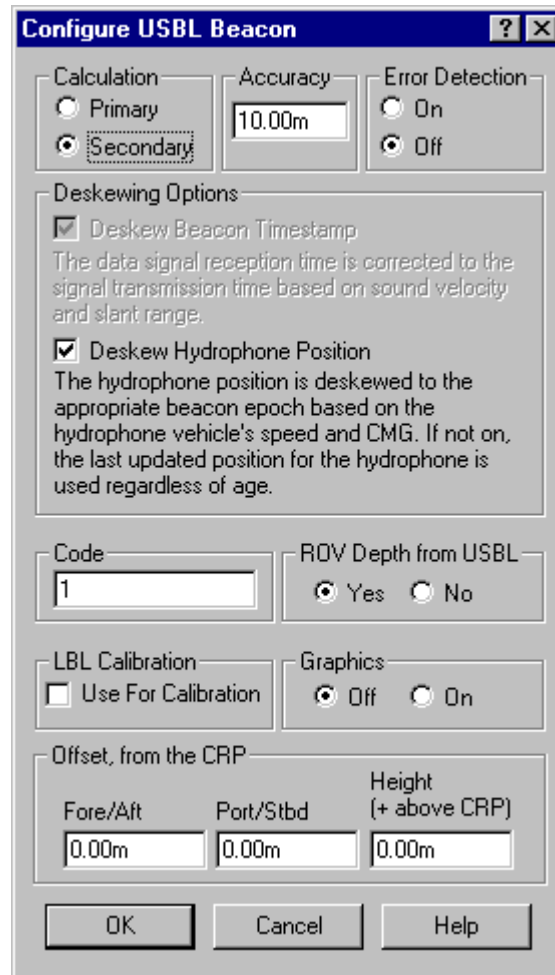 Configure USBL Beacon
Calculation
Primary
Secondary
Accuracy
10.00m
Error Detection
On
Off
Deskewing Options
Deskew Beacon Timestamp
The data signal reception time is corrected to the
signal transmission time based on sound velocity
and slant range.
Deskew Hydrophone Position
The hydrophone position is deskewed to the
appropriate beacon epoch based on the
hydrophone vehicle's speed and CMG. If not on,
the last updated position for the hydrophone is
used regardless of age.
Code
1
ROV Depth from USBL
Yes No
LBL Calibration
Use For Calibration
Graphics
Off On
Offset, from the CRP
Fore/Aft
0.00m
Port/Stbd
0.00m
Height
(+ above CRP)
0.00m
OK Cancel Help